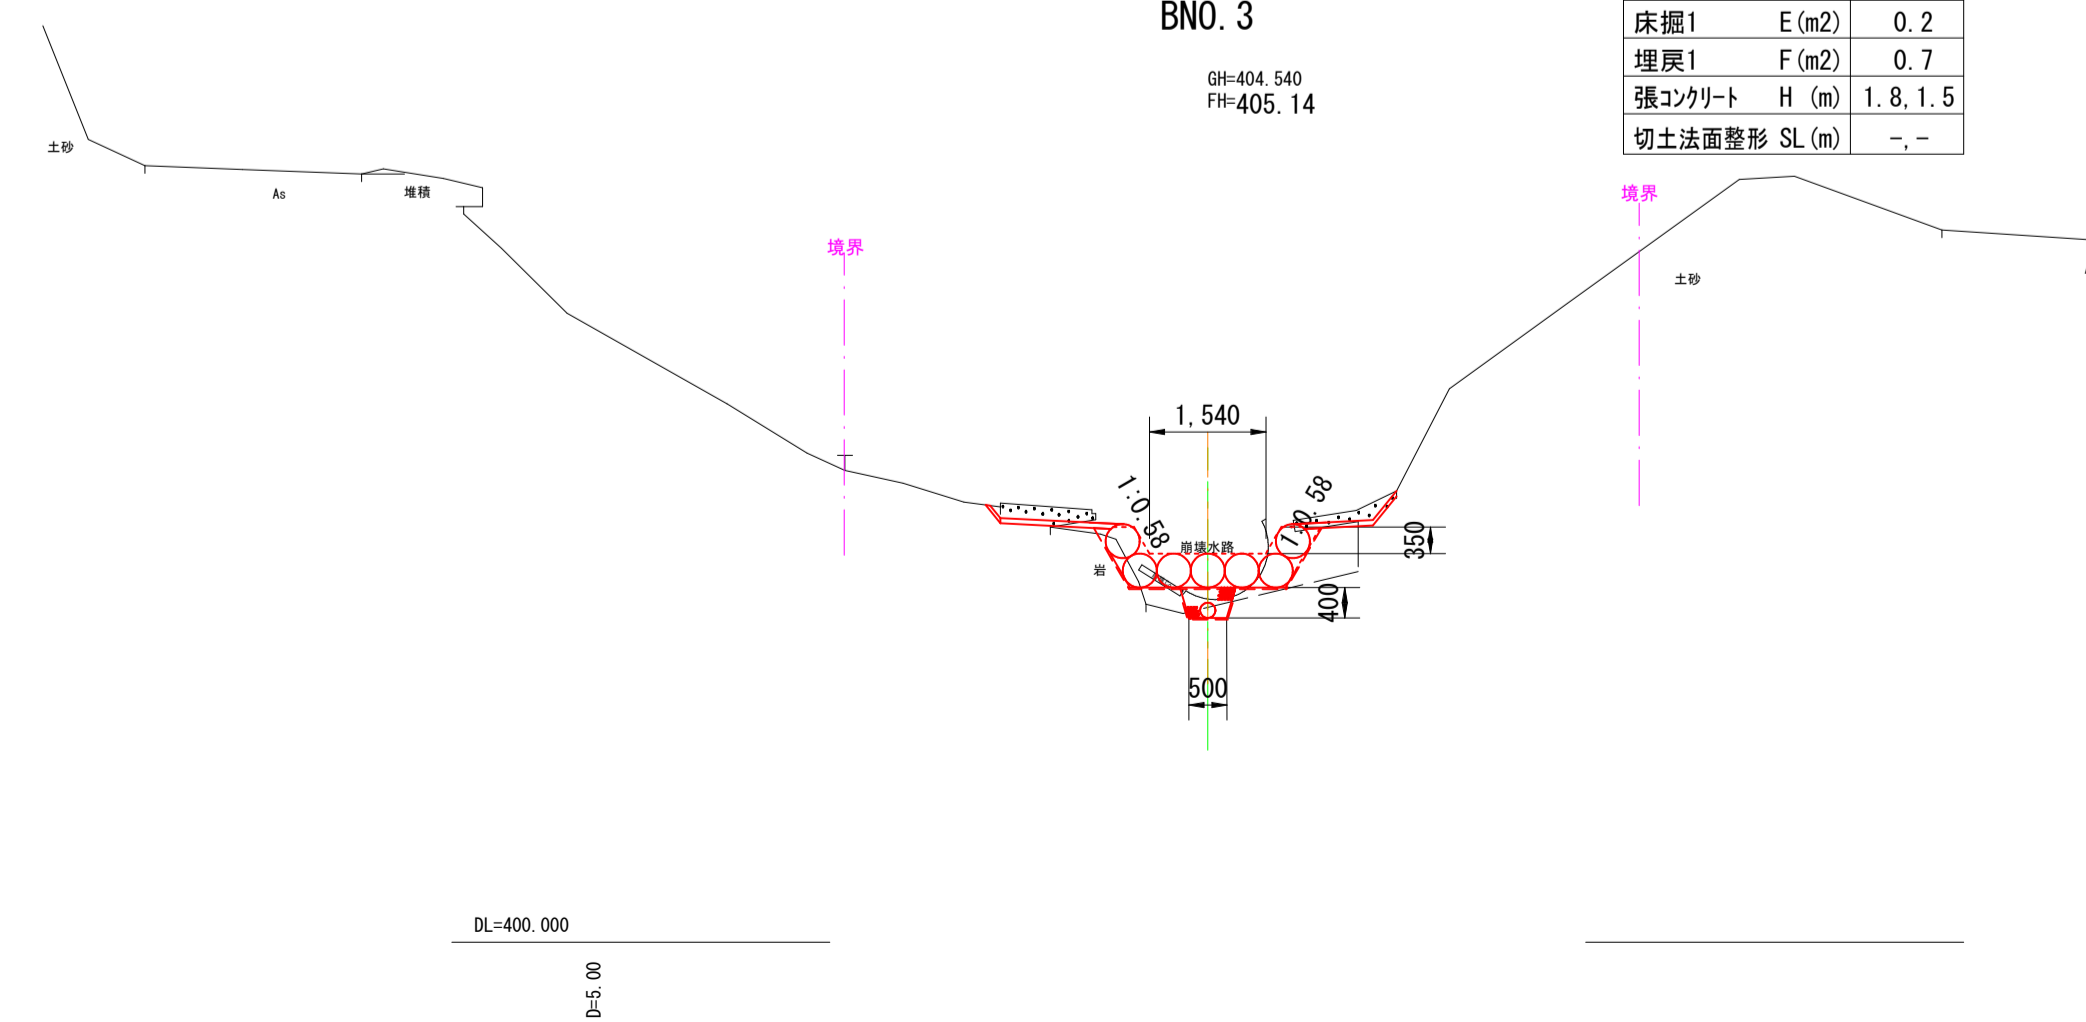 BNO. 3
床掘1 E(m2) 0.2
埋戻1 F(m2) 0.7
張コンクリート H (m) 1.8, 1.5
切土法面整形 SL(m) -, -
GH=404.540
FH=405.14
土砂
As
堆積
境界
境界
土砂
1,540
1:0.58
1:0.58
崩壊水路
350
岩
400
500
DL=400.000
D=5.00